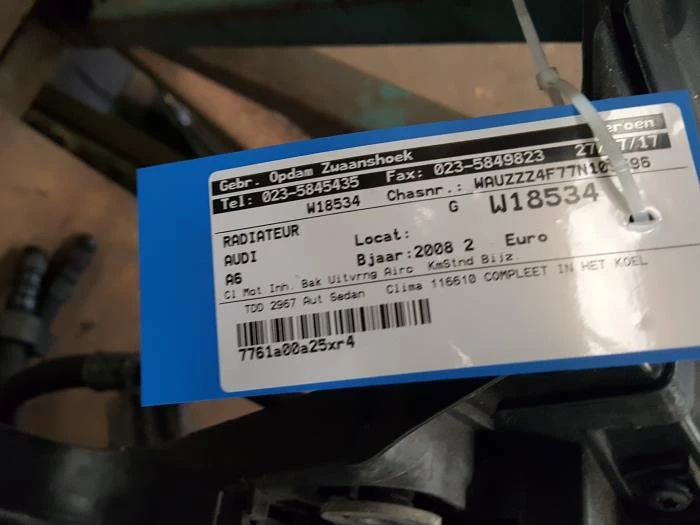 Gebr. Opdam Zwaanshoek
Tel: 023-5845435 Fax: 023-5849823
W18534 Chasnr.:
RADIATEUR G W18534
AUDI Locat:
A6 Bjaar:2008 2 Euro
Cl Mot Inh. Bak Uitvrng Airc KmStnd Bijz.
TDD 2967 Aut Sedan Clima 116610 COMPLEET IN HET KOEL
7761a00a25xr4